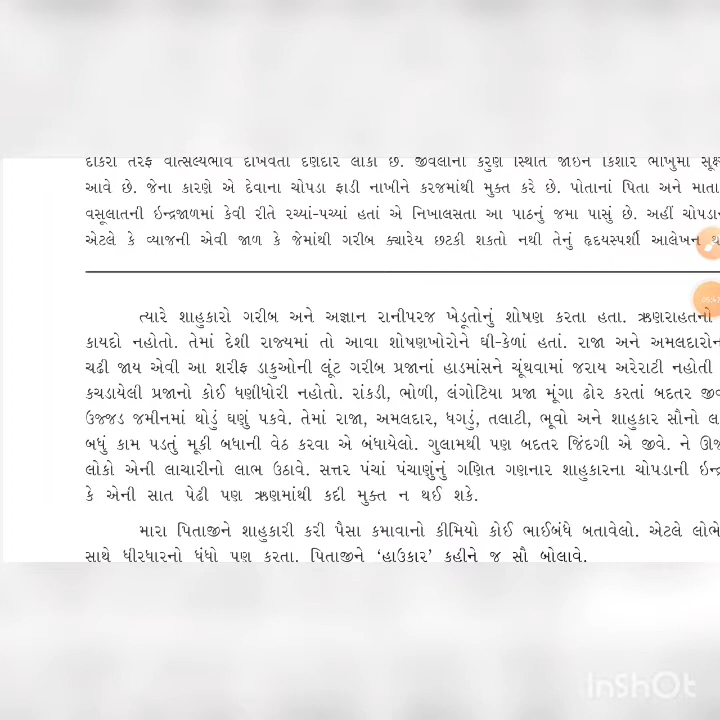 દીકરા તરફ વાત્સલ્યભાવ દાખવતા દેણદાર લોકો છે. જીવલાની કરુણ સ્થિતિ જોઈને કિશોર ભીખુમાં
આવે છે. જેના કારણે એ દેવાના ચોપડા ફાડી નાખીને કરજમાંથી મુક્ત કરે છે. પોતાનાં પિતા અને માતા
વસૂલાતની ઇન્દ્રજાળમાં કેવી રીતે રચ્યાં-પચ્યાં હતાં એ નિખાલસતા આ પાઠનું જમા પાસું છે. અહીં
એટલે કે વ્યાજની એવી જાળ કે જેમાંથી ગરીબ ક્યારેય છટકી શકતો નથી તેનું હૃદયસ્પર્શી આલેખન
ત્યારે શાહુકારો ગરીબ અને અજ્ઞાન રાનીપરજ ખેડૂતોનું શોષણ કરતા હતા. ઋણરાહતનો
કાયદો નહોતો. તેમાં દેશી રાજ્યમાં તો આવા શોષણખોરોને ઘી-કેળાં હતાં. રાજા અને
ચઢી જાય એવી આ શરીફ ડાકુઓની લૂંટ ગરીબ પ્રજાનાં હાડમાંસને ચૂંથવામાં જરાય અરેરાટી નહોતી
કચડાયેલી પ્રજાનો કોઈ ધણીધોરી નહોતો. રાંકડી, ભોળી, લંગોટિયા પ્રજા મૂંગા ઢોર કરતાં બદતર
ઉજ્જડ જમીનમાં થોડું ઘણું પકવે. તેમાં રાજા, અમલદાર, ધગડું, તલાટી, ભૂવો અને શાહુકાર સૌનો
બધું કામ પડતું મૂકી બધાની વેઠ કરવા એ બંધાયેલો. ગુલામથી પણ બદતર જિંદગી એ જીવે. ને
લોકો એની લાચારીનો લાભ ઉઠાવે. સત્તર પંચાં પંચાણુંનું ગણિત ગણનાર શાહુકારના ચોપડાની
કે એની સાત પેઢી પણ ઋણમાંથી કદી મુક્ત ન થઈ શકે.
મારા પિતાજીને શાહુકારી કરી પૈસા કમાવાનો કીમિયો કોઈ ભાઈબંધે બતાવેલો. એટલે લોભે
સાથે ધીરધારનો ધંધો પણ કરતા. પિતાજીને ‘હાઉકાર’ કહીને જ સૌ બોલાવે.
InShOt